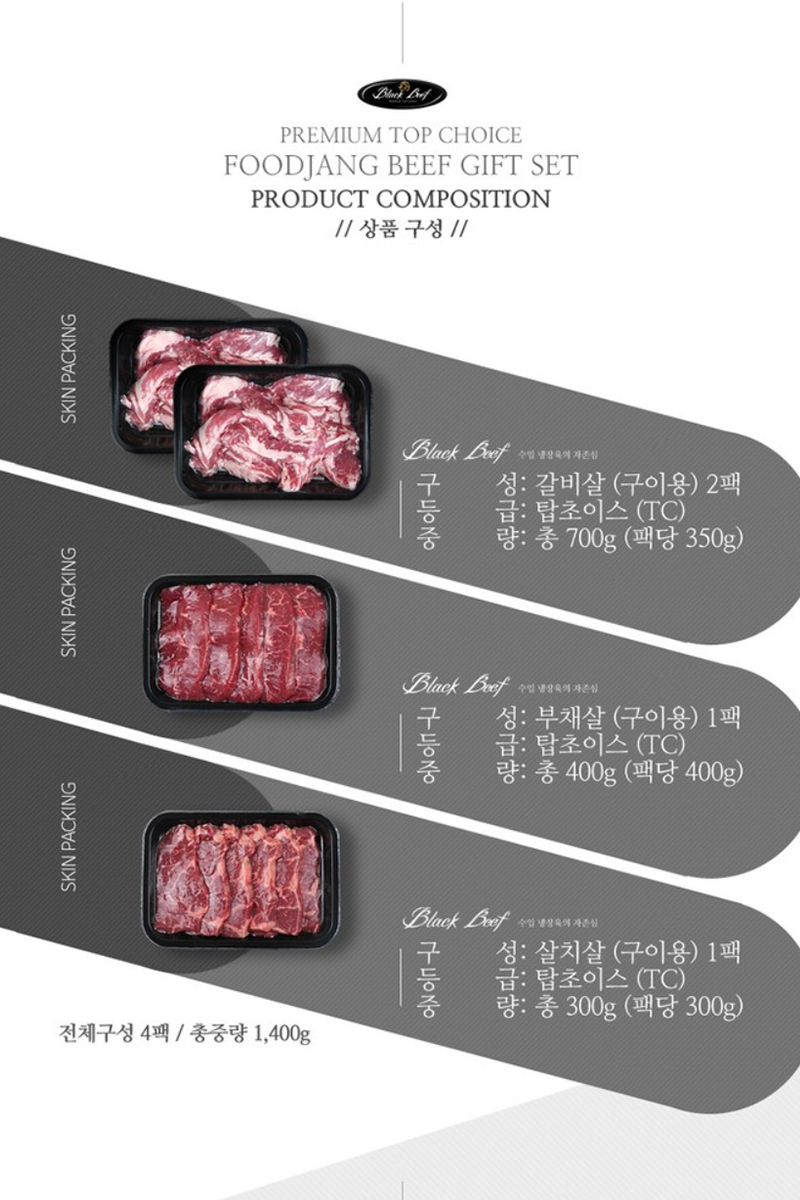 Black Beef
PREMIUM TOP CHOICE
FOODJANG BEEF GIFT SET
PRODUCT COMPOSITION
// 상품 구성 //
SKIN PACKING
Black Beef 수입 냉장육의 자존심
구 성: 갈비살 (구이용) 2팩
등 급: 탑초이스 (TC)
중 량: 총 700g (팩당 350g)
SKIN PACKING
Black Beef 수입 냉장육의 자존심
구 성: 부채살 (구이용) 1팩
등 급: 탑초이스 (TC)
중 량: 총 400g (팩당 400g)
SKIN PACKING
Black Beef 수입 냉장육의 자존심
구 성: 살치살 (구이용) 1팩
등 급: 탑초이스 (TC)
중 량: 총 300g (팩당 300g)
전체구성 4팩 / 총중량 1,400g